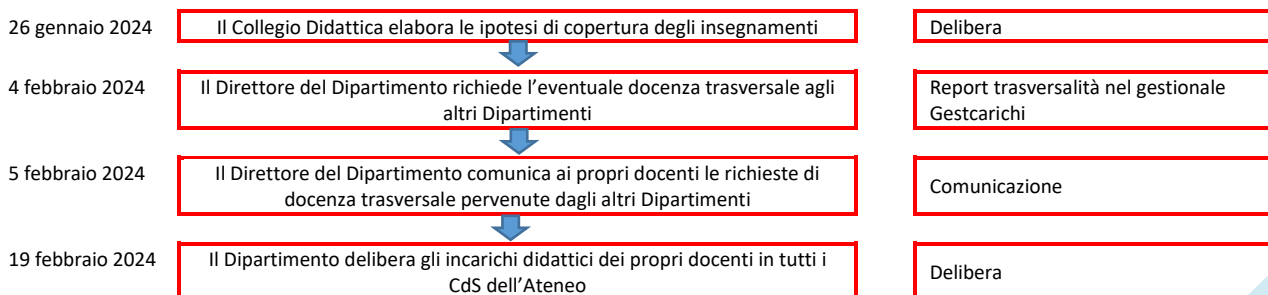 26 gennaio 2024
Il Collegio Didattica elabora le ipotesi di copertura degli insegnamenti
Delibera
4 febbraio 2024
Il Direttore del Dipartimento richiede l’eventuale docenza trasversale agli
altri Dipartimenti
Report trasversalità nel gestionale
Gestcarichi
5 febbraio 2024
Il Direttore del Dipartimento comunica ai propri docenti le richieste di
docenza trasversale pervenute dagli altri Dipartimenti
Comunicazione
19 febbraio 2024
Il Dipartimento delibera gli incarichi didattici dei propri docenti in tutti i
CdS dell’Ateneo
Delibera